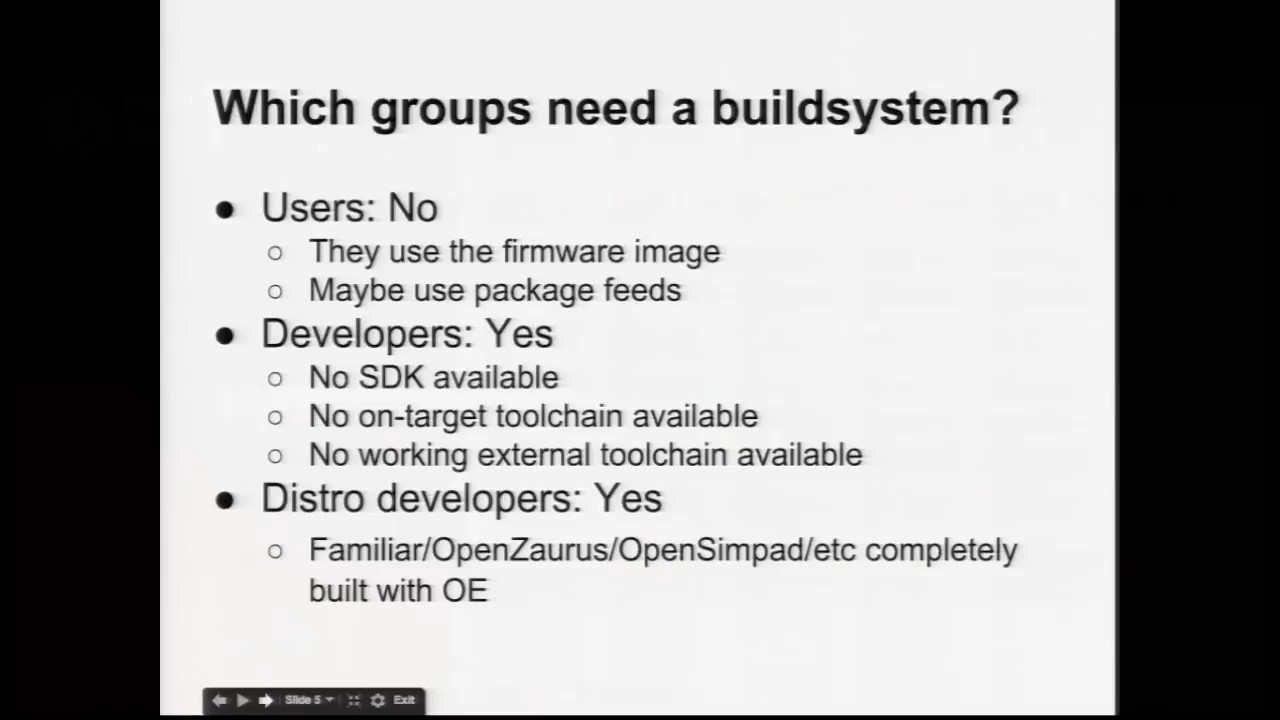 Which groups need a buildsystem?
● Users: No
○ They use the firmware image
○ Maybe use package feeds
● Developers: Yes
○ No SDK available
○ No on-target toolchain available
○ No working external toolchain available
● Distro developers: Yes
○ Familiar/OpenZaurus/OpenSimpad/etc completely
built with OE
Slide 5 Exit